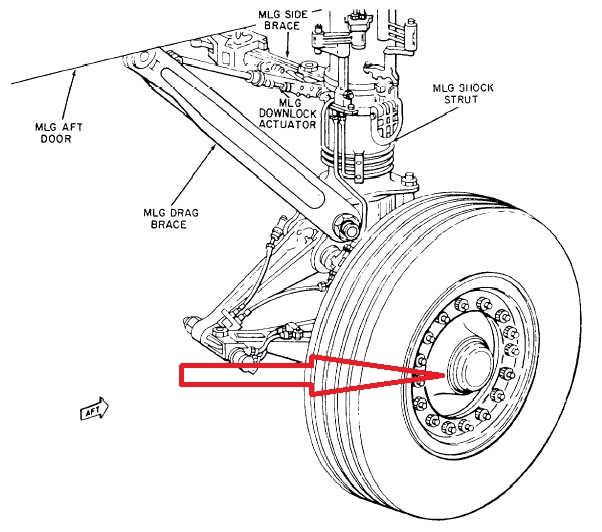 MLG SIDE
BRACE
MLG SHOCK
STRUT
MLG
DOWNLOCK
ACTUATOR
MLG AFT
DOOR
MLG DRAG
BRACE
AFT